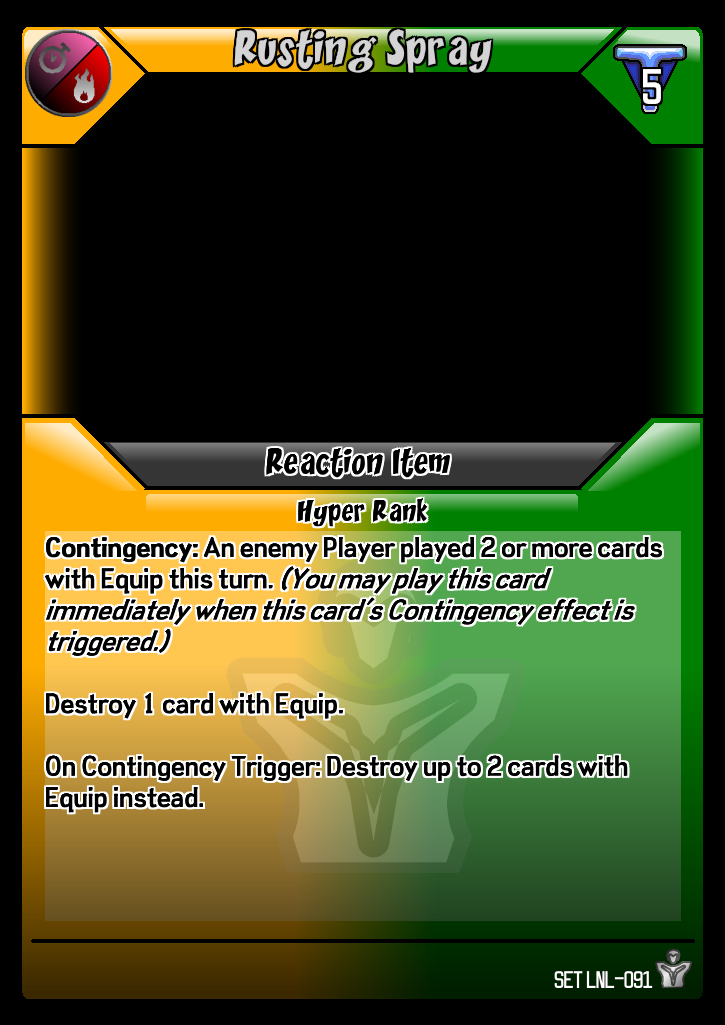 Rusting Spray
5
Reaction Item
Hyper Rank
Contingency: An enemy Player played 2 or more cards
with Equip this turn. (You may play this card
immediately when this card's Contingency effect is
triggered.)
Destroy 1 card with Equip.
On Contingency Trigger: Destroy up to 2 cards with
Equip instead.
SET LNL-091